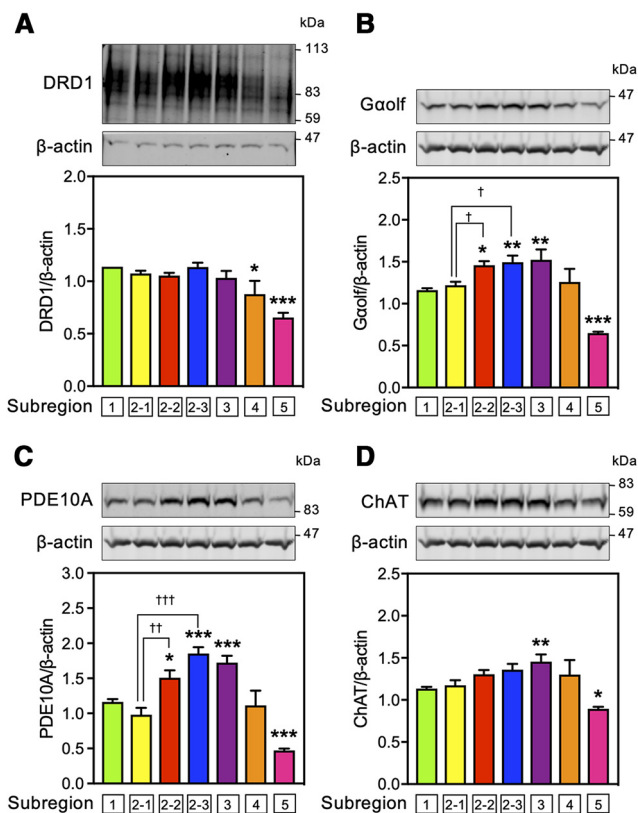 A
kDa
113
DRD1
83
59
β-actin
47
2.0
1.5
1.0
0.5
0.0
DRD1/β-actin
*
***
Subregion 1 2-1 2-2 2-3 3 4 5
B
kDa
47
Gαolf
β-actin
47
2.5
2.0
1.5
1.0
0.5
0.0
Gαolf/β-actin
†
†
*
**
**
***
Subregion 1 2-1 2-2 2-3 3 4 5
C
kDa
PDE10A
83
β-actin
47
3.0
2.5
2.0
1.5
1.0
0.5
0.0
PDE10A/β-actin
†††
††
*
***
***
***
Subregion 1 2-1 2-2 2-3 3 4 5
D
kDa
83
ChAT
59
β-actin
47
2.5
2.0
1.5
1.0
0.5
0.0
ChAT/β-actin
**
*
Subregion 1 2-1 2-2 2-3 3 4 5